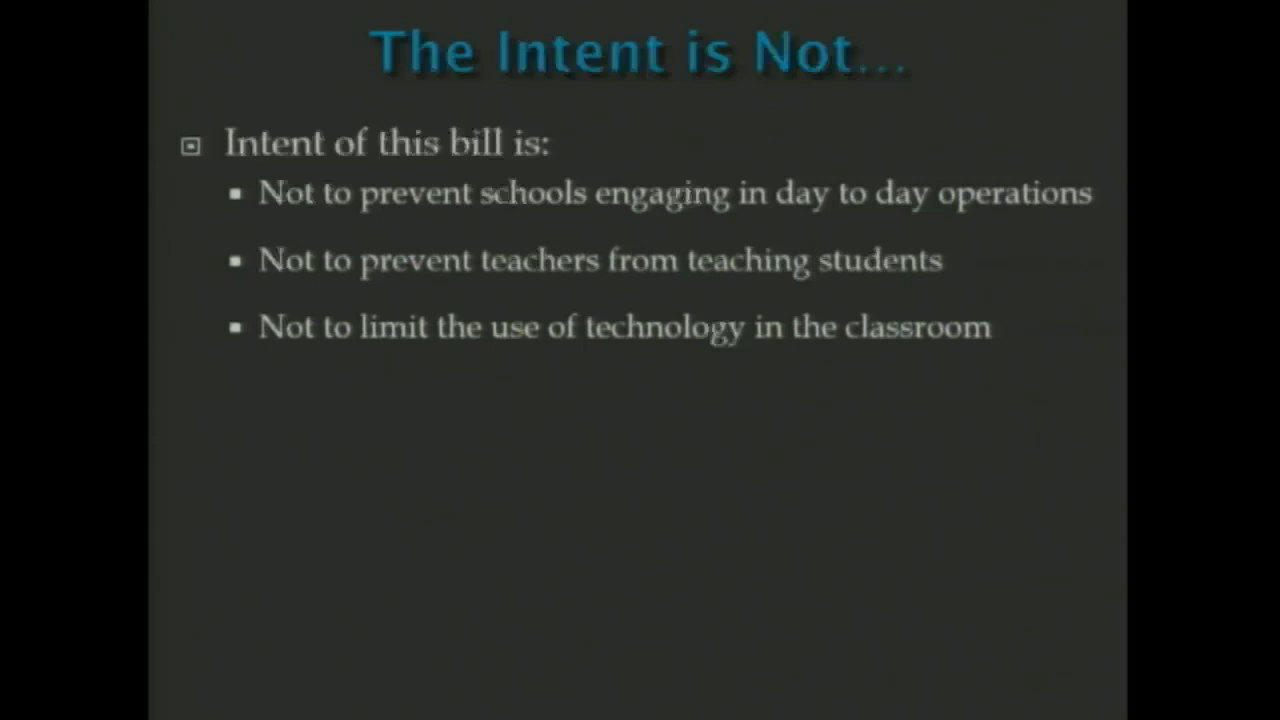 The Intent is Not...
Intent of this bill is:
Not to prevent schools engaging in day to day operations
Not to prevent teachers from teaching students
Not to limit the use of technology in the classroom